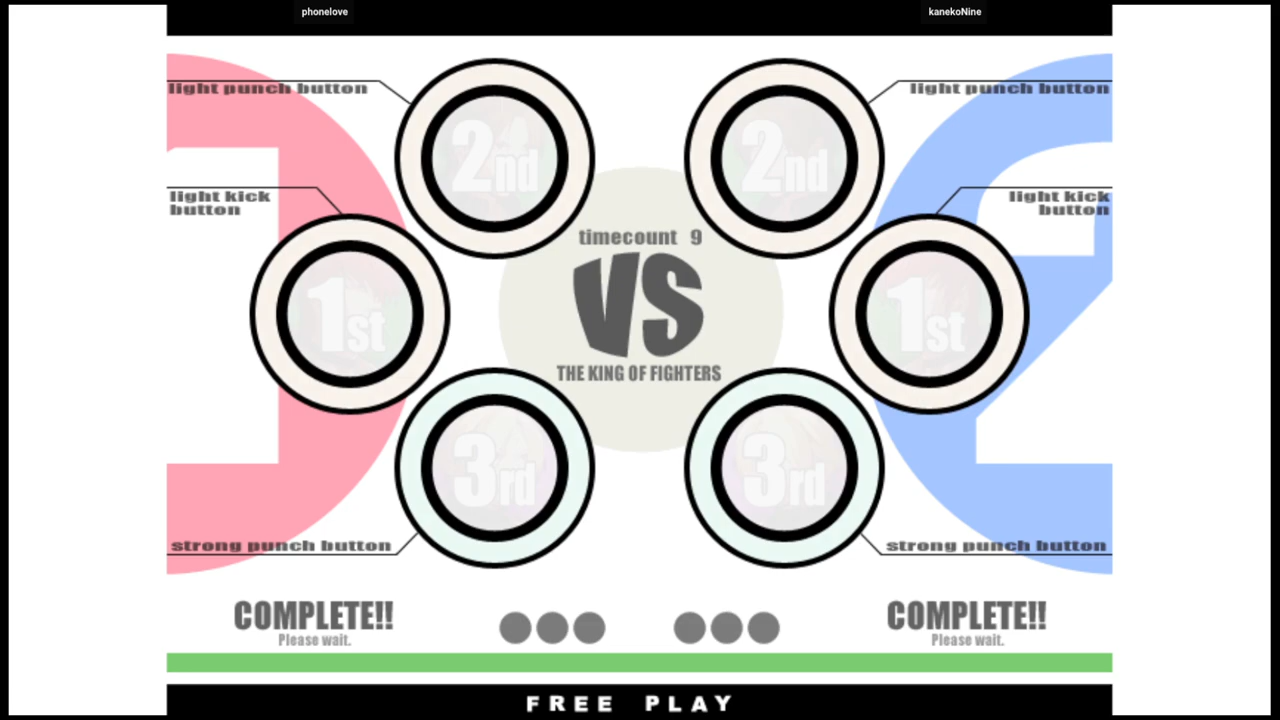 phonelove
kanekoNine
light punch button
light punch button
2nd
2nd
light kick
button
light kick
button
timecount 9
VS
THE KING OF FIGHTERS
1st
1st
3rd
3rd
strong punch button
strong punch button
COMPLETE!!
Please wait.
COMPLETE!!
Please wait.
FREE PLAY